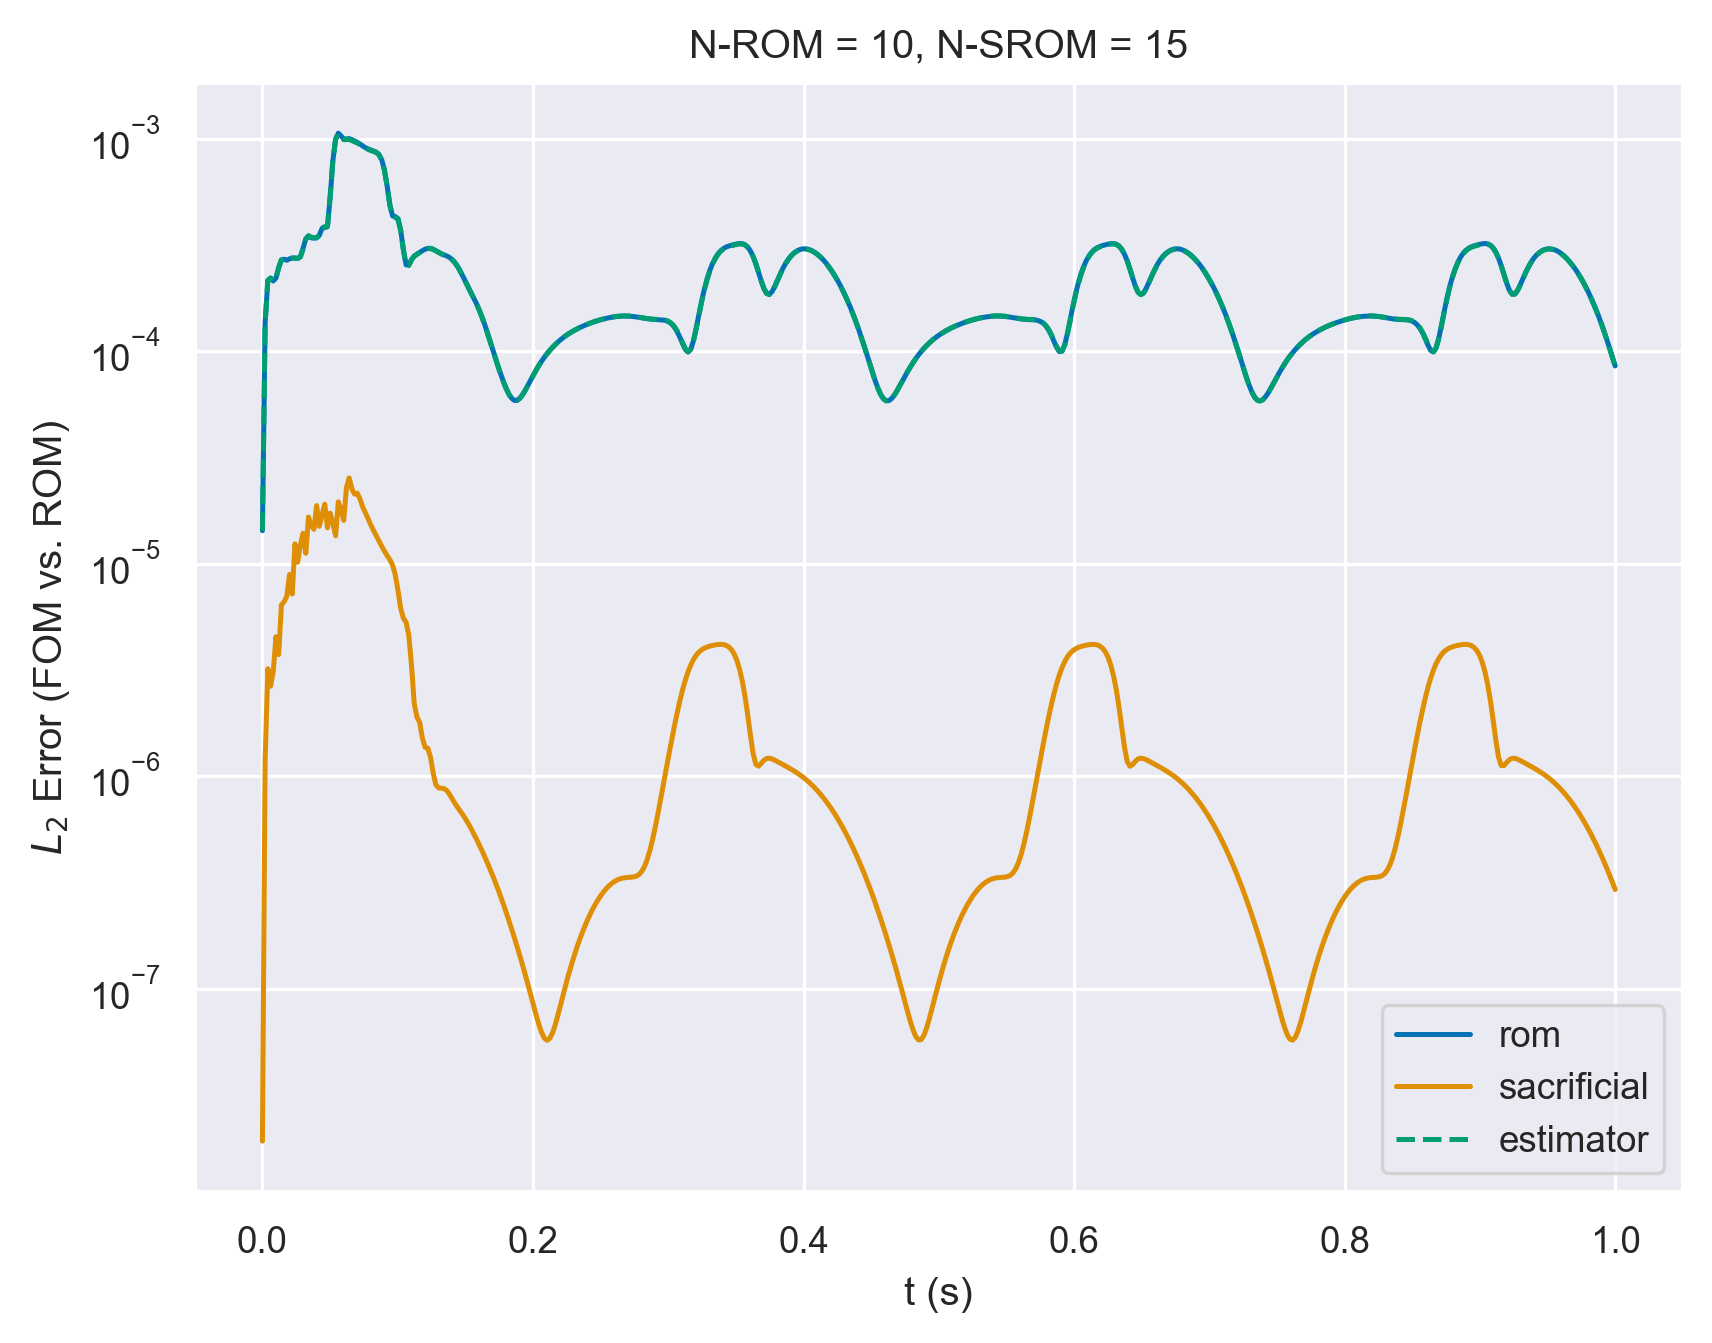 N-ROM = 10, N-SROM = 15
L₂ Error (FOM vs. ROM)
10⁻³
10⁻⁴
10⁻⁵
10⁻⁶
10⁻⁷
rom
sacrificial
estimator
0.0 0.2 0.4 0.6 0.8 1.0
t (s)